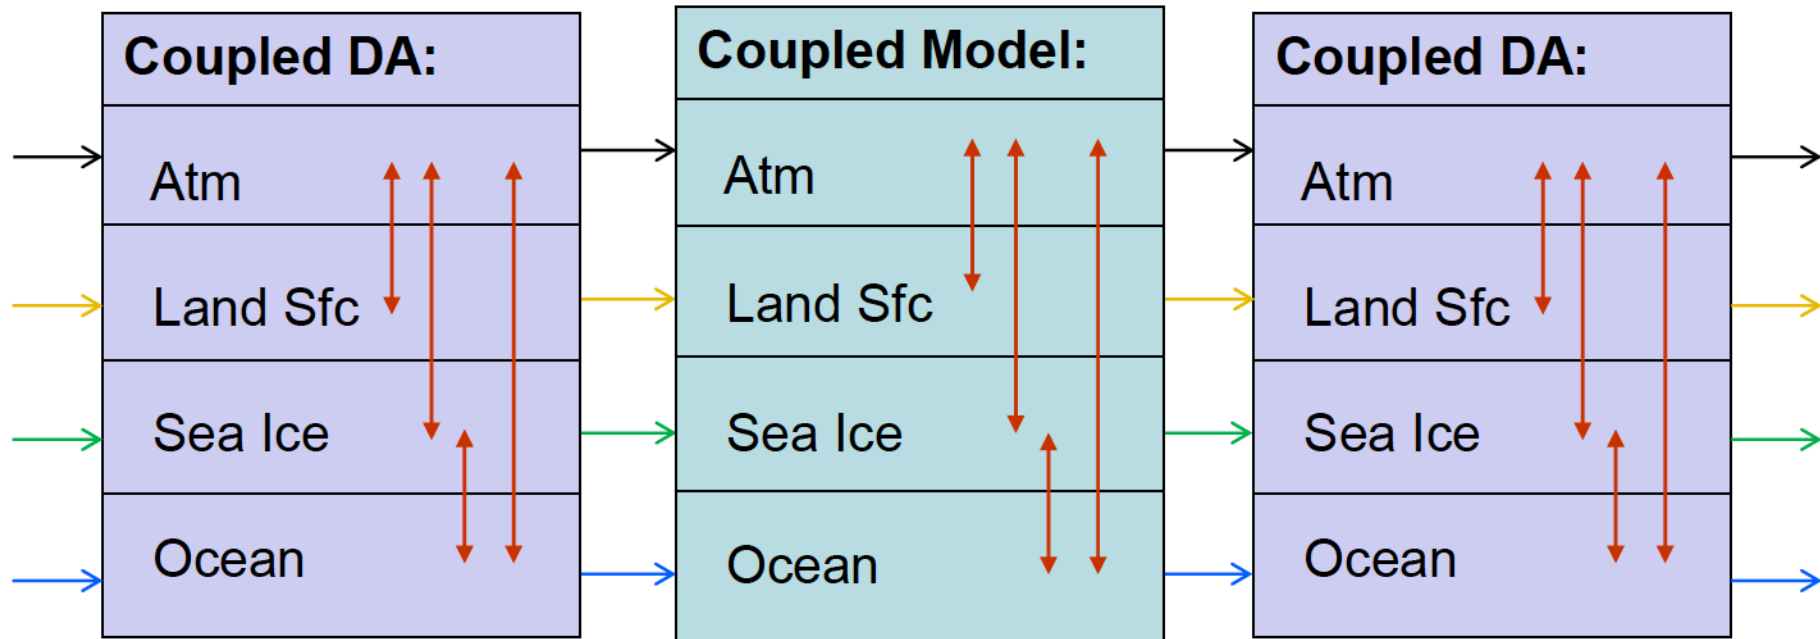 Coupled DA:
Atm
Land Sfc
Sea Ice
Ocean
Coupled Model:
Atm
Land Sfc
Sea Ice
Ocean
Coupled DA:
Atm
Land Sfc
Sea Ice
Ocean